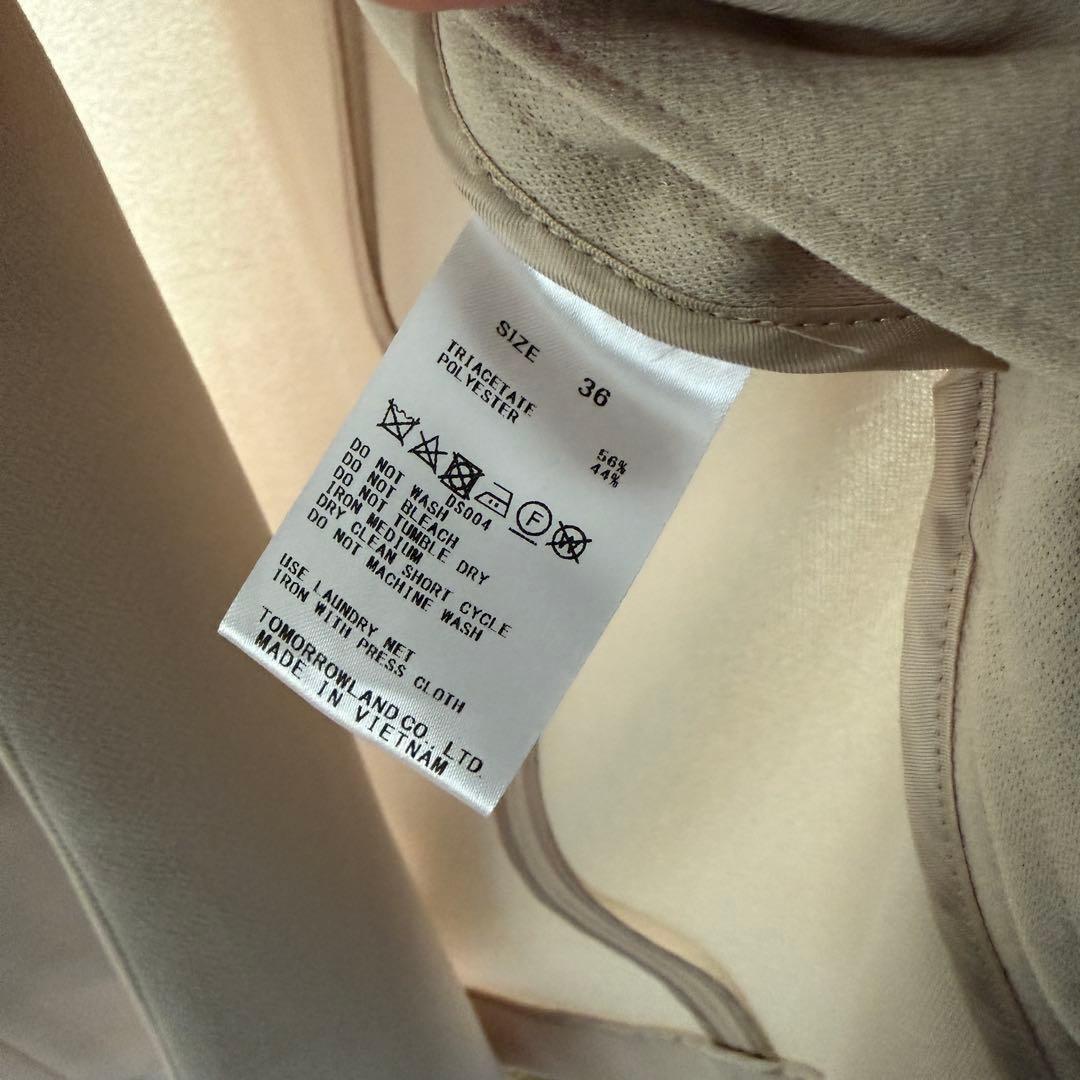 SIZE 36
TRIACETATE 56%
POLYESTER 44%
F W
DS004
DO NOT WASH
DO NOT BLEACH
DO NOT TUMBLE DRY
IRON MEDIUM
DRY CLEAN SHORT CYCLE
DO NOT MACHINE WASH
USE LAUNDRY NET
IRON WITH PRESS CLOTH
TOMORROWLAND CO., LTD.
MADE IN VIETNAM